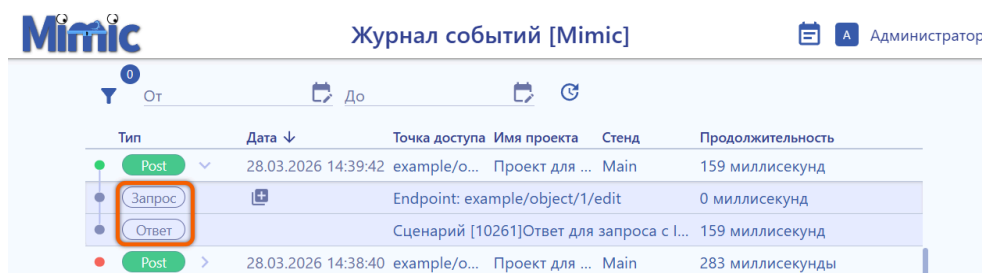 Mimic Журнал событий [Mimic] A Администратор
0
От До
Тип Дата Точка доступа Имя проекта Стенд Продолжительность
Post 28.03.2026 14:39:42 example/o... Проект для ... Main 159 миллисекунд
Запрос Endpoint: example/object/1/edit 0 миллисекунд
Ответ Сценарий [10261]Ответ для запроса с I... 159 миллисекунд
Post 28.03.2026 14:38:40 example/o... Проект для ... Main 283 миллисекунды